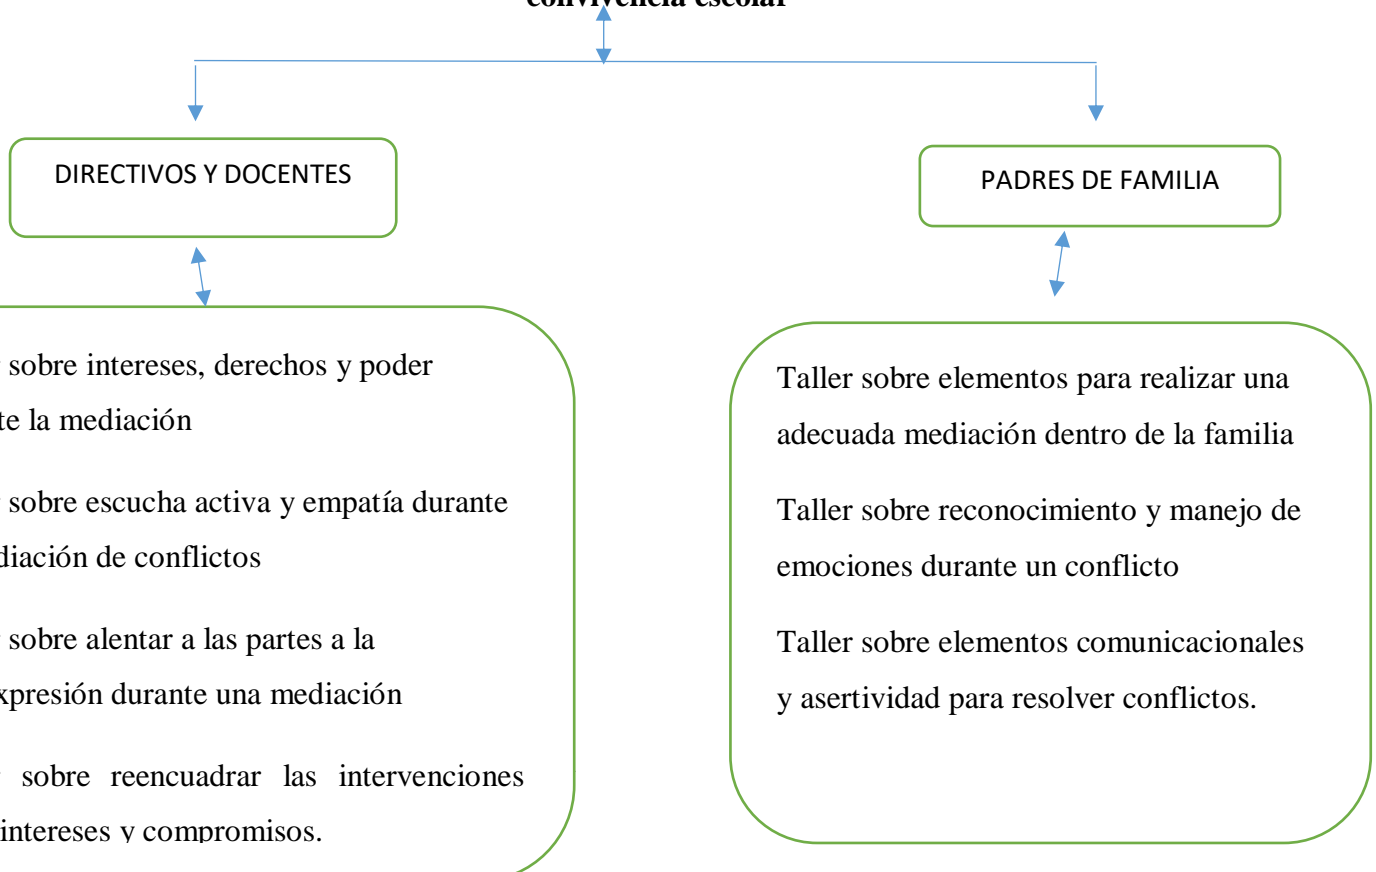 convivencia escolar
DIRECTIVOS Y DOCENTES
PADRES DE FAMILIA
sobre intereses, derechos y poder
la mediación
sobre escucha activa y empatía durante
de conflictos
sobre alentar a las partes a la
durante una mediación
sobre reencuadrar las intervenciones
intereses y compromisos.
Taller sobre elementos para realizar una
adecuada mediación dentro de la familia
Taller sobre reconocimiento y manejo de
emociones durante un conflicto
Taller sobre elementos comunicacionales
y asertividad para resolver conflictos.